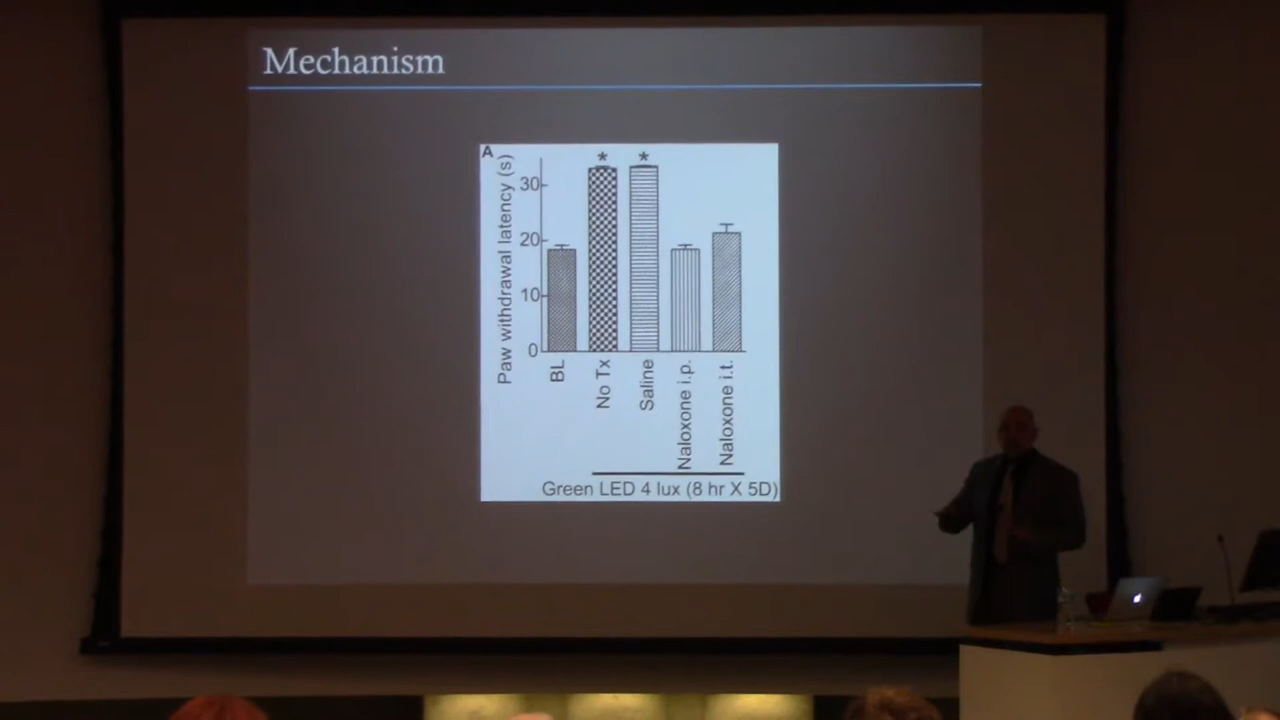 Mechanism
A
Paw withdrawal latency (s)
30
20
10
0
* *
BL
No Tx
Saline
Naloxone i.p.
Naloxone i.t.
Green LED 4 lux (8 hr X 5D)